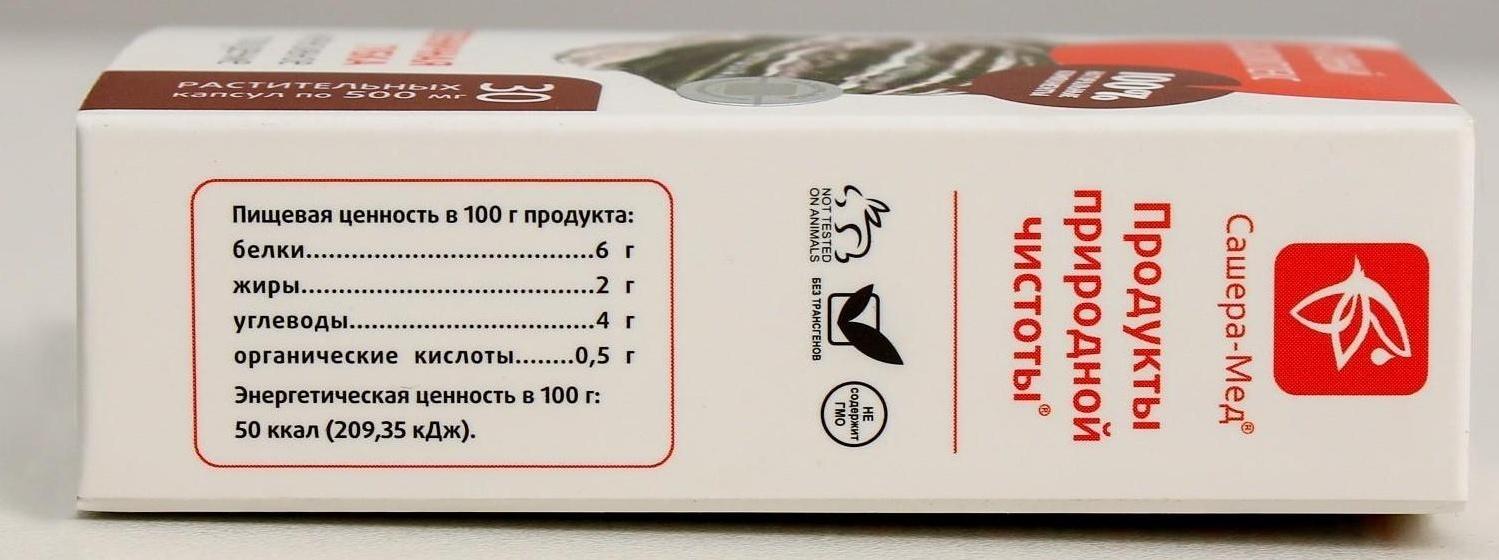 30
РАСТИТЕЛЬНЫХ
капсул по 500 мг
100%
Пищевая ценность в 100 г продукта:
белки......................................6 г
жиры.......................................2 г
углеводы.................................4 г
органические кислоты........0,5 г
Энергетическая ценность в 100 г:
50 ккал (209,35 кДж).
NOT TESTED
ON ANIMALS
БЕЗ ТРАНСГЕНОВ
НЕ
содержит
ГМО
Продукты
природной
чистоты®
Сашера-Мед®